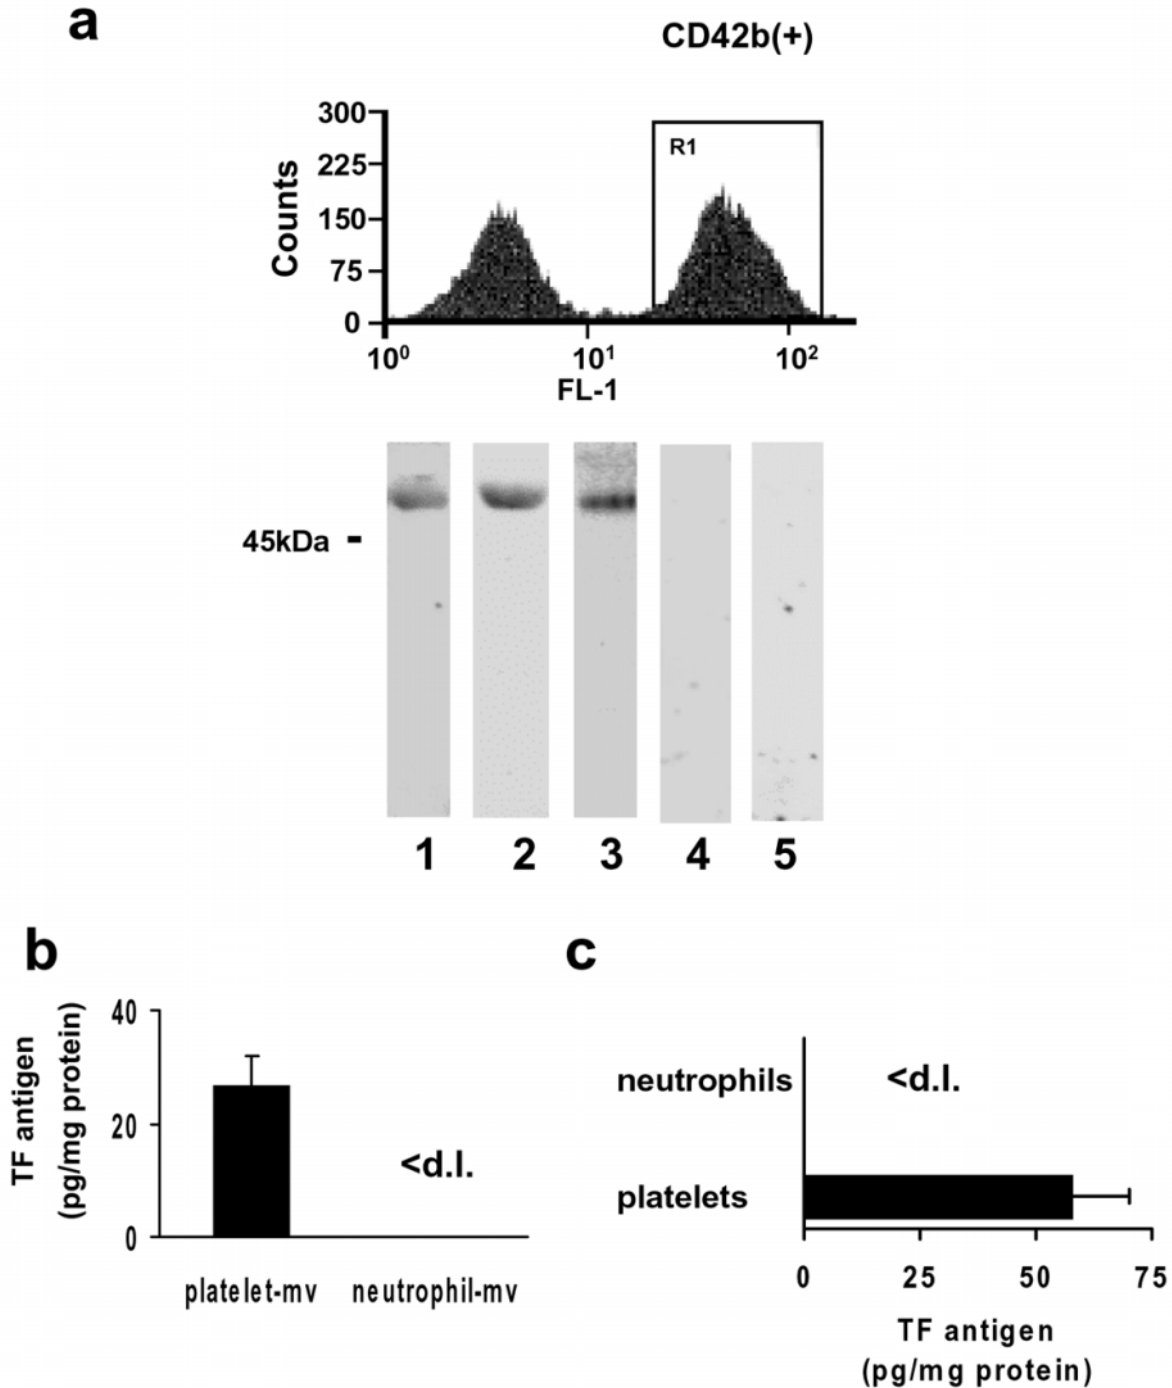 a
CD42b(+)
300
225
150
75
0
Counts
R1
10⁰ 10¹ 10²
FL-1
45kDa -
1 2 3 4 5
b
TF antigen
(pg/mg protein)
40
20
0
<d.l.
platelet-mv neutrophil-mv
c
neutrophils <d.l.
platelets
0 25 50 75
TF antigen
(pg/mg protein)